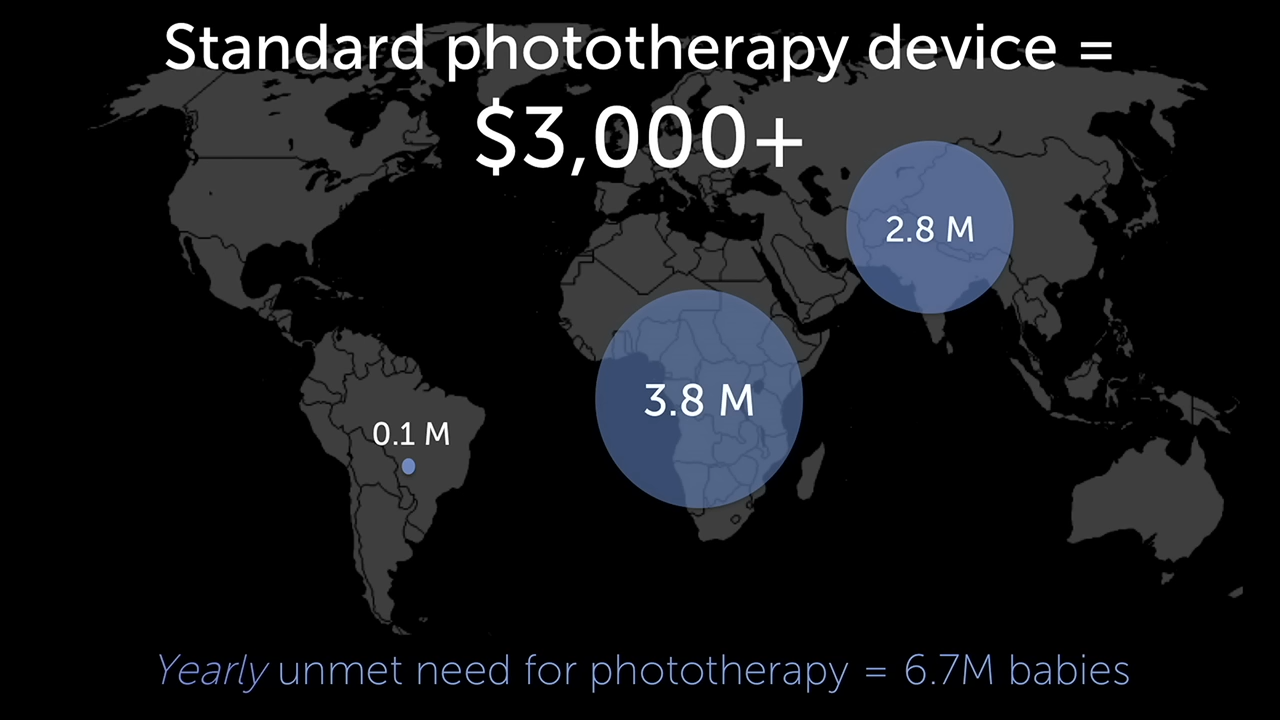 Standard phototherapy device =
$3,000+
2.8 M
3.8 M
0.1 M
Yearly unmet need for phototherapy = 6.7M babies